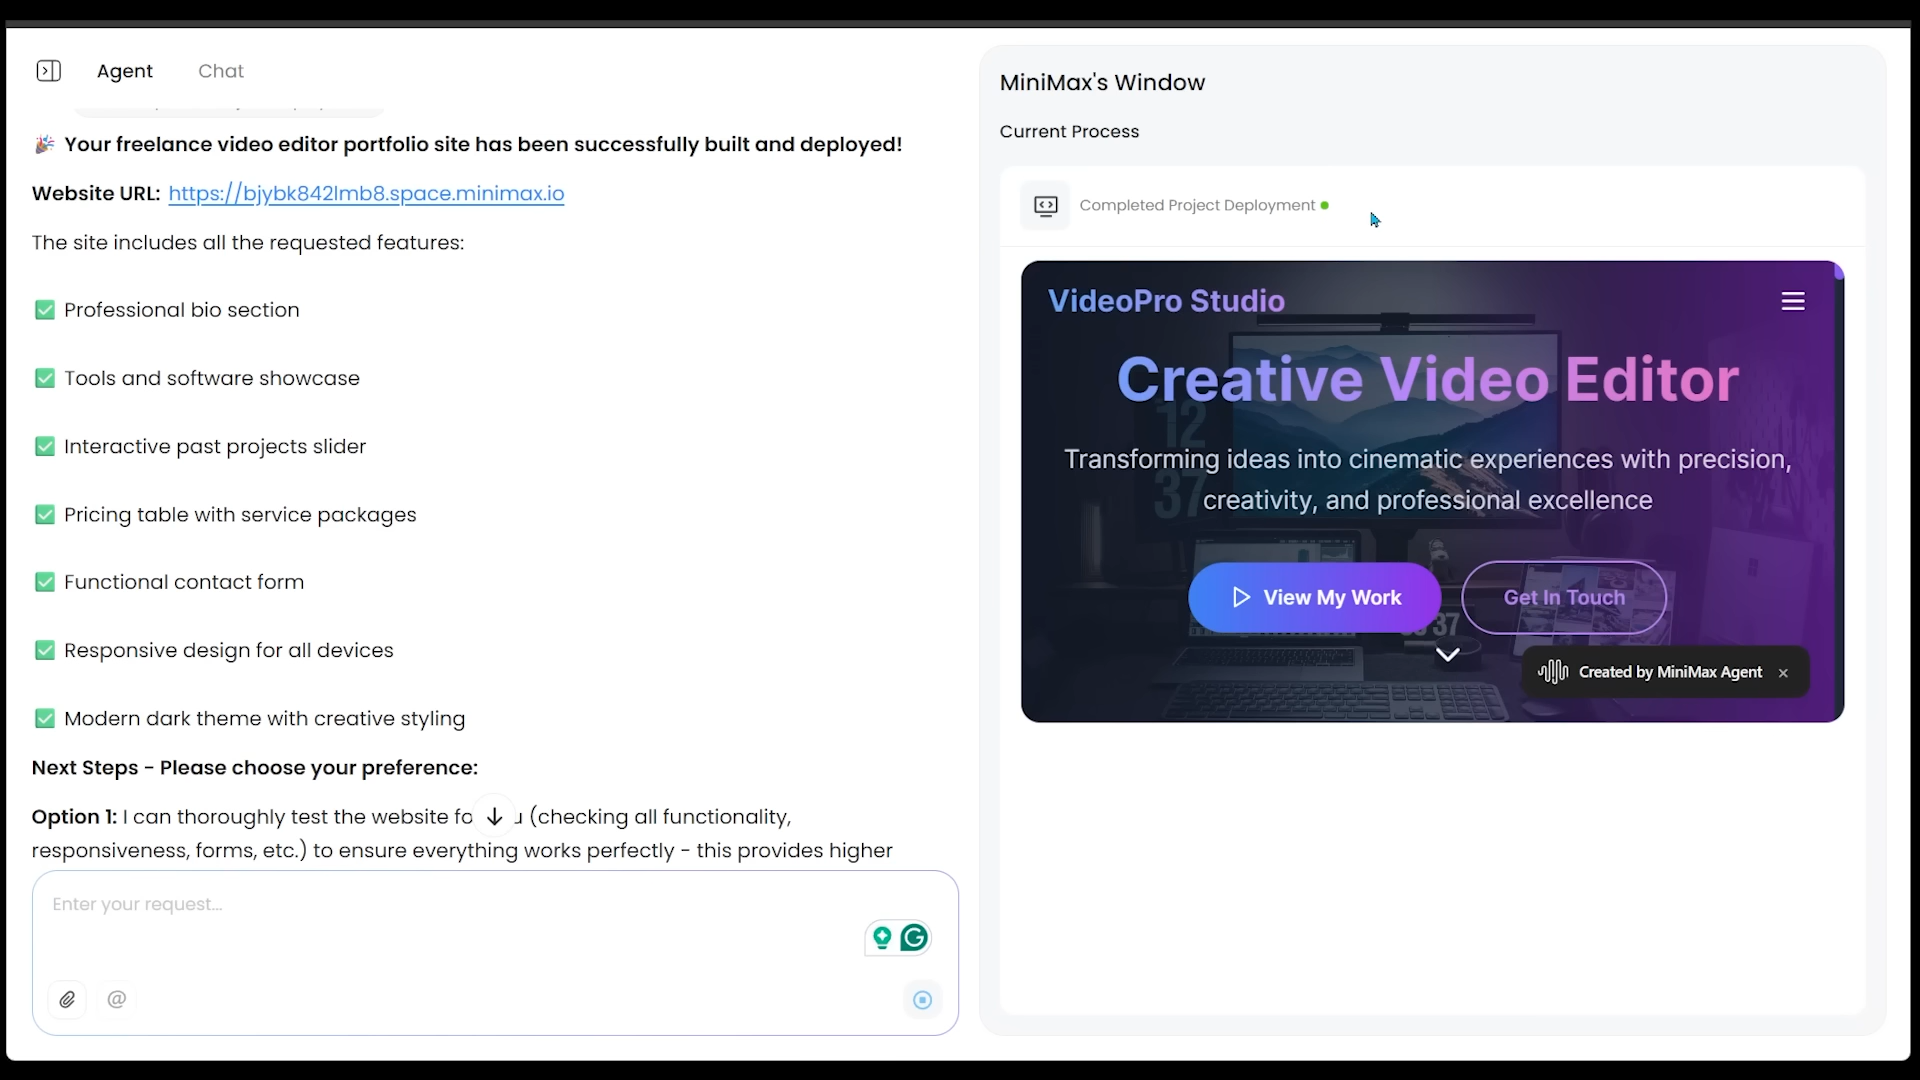 Agent
Chat
🎉 Your freelance video editor portfolio site has been successfully built and deployed!
Website URL: https://bjybk842lmb8.space.minimax.io
The site includes all the requested features:
✅ Professional bio section
✅ Tools and software showcase
✅ Interactive past projects slider
✅ Pricing table with service packages
✅ Functional contact form
✅ Responsive design for all devices
✅ Modern dark theme with creative styling
Next Steps - Please choose your preference:
Option 1: I can thoroughly test the website fo u (checking all functionality,
responsiveness, forms, etc.) to ensure everything works perfectly - this provides higher
Enter your request...
@
MiniMax's Window
Current Process
Completed Project Deployment
VideoPro Studio
Creative Video Editor
Transforming ideas into cinematic experiences with precision,
creativity, and professional excellence
View My Work
Get In Touch
Created by MiniMax Agent ×
12
37
37